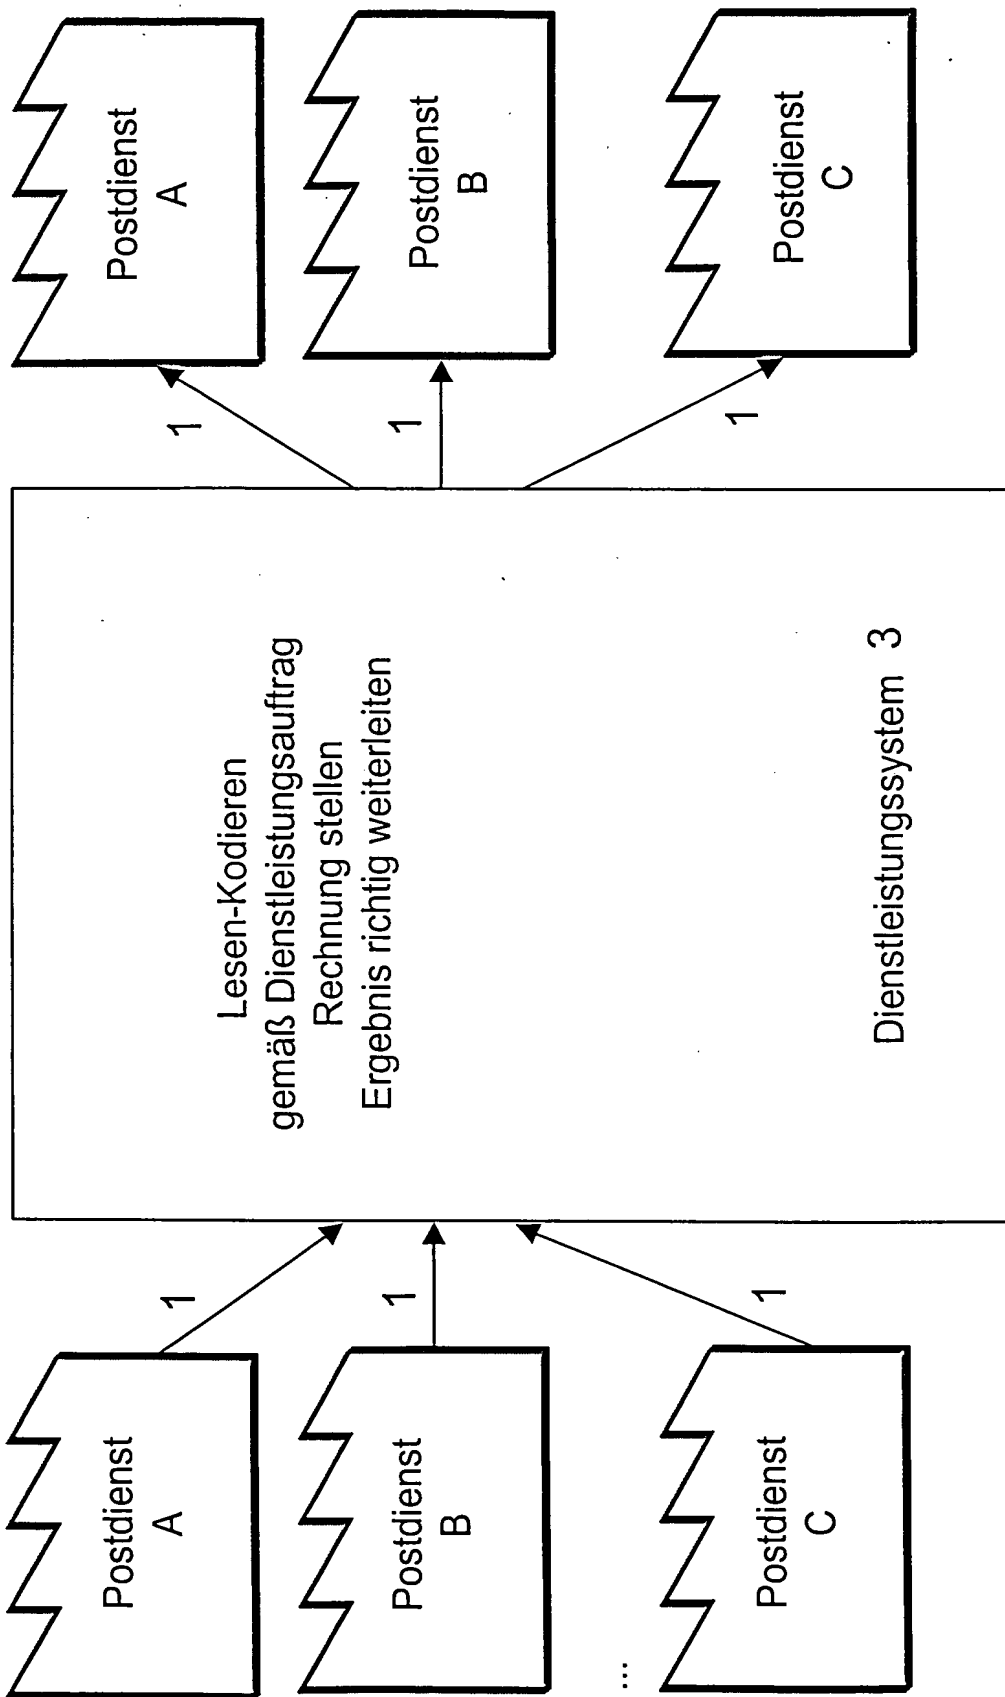 Postdienst
A
Postdienst
B
...
Postdienst
C
1
1
1
Lesen-Kodieren
gemäß Dienstleistungsauftrag
Rechnung stellen
Ergebnis richtig weiterleiten
Dienstleistungssystem 3
1
1
1
Postdienst
A
Postdienst
B
Postdienst
C